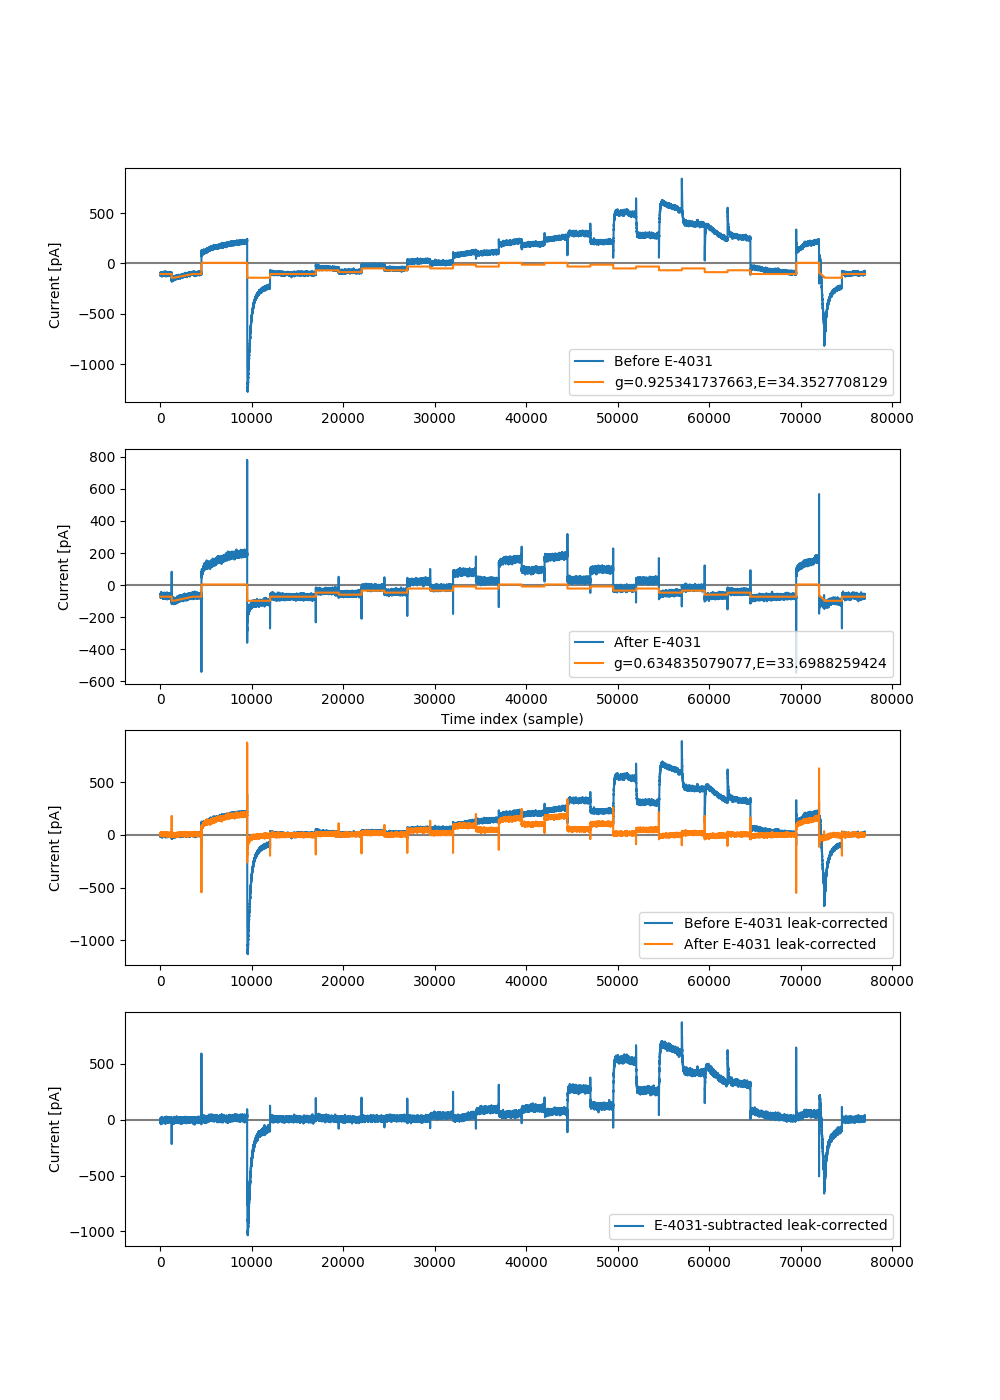 500
0
−500
−1000
Current [pA]
Before E-4031
g=0.925341737663,E=34.3527708129
0 10000 20000 30000 40000 50000 60000 70000 80000
800
600
400
200
0
−200
−400
−600
Current [pA]
After E-4031
g=0.634835079077,E=33.6988259424
0 10000 20000 30000 40000 50000 60000 70000 80000
Time index (sample)
500
0
−500
−1000
Current [pA]
Before E-4031 leak-corrected
After E-4031 leak-corrected
0 10000 20000 30000 40000 50000 60000 70000 80000
500
0
−500
−1000
Current [pA]
E-4031-subtracted leak-corrected
0 10000 20000 30000 40000 50000 60000 70000 80000